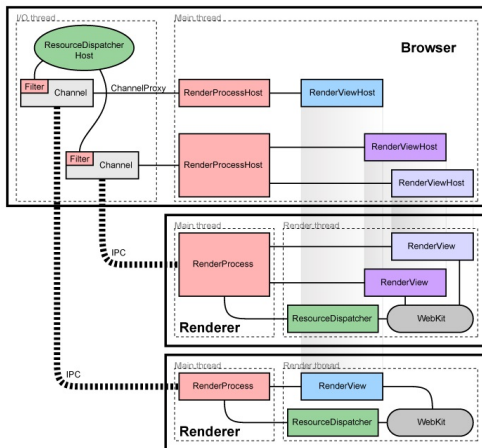 I/O thread
Main thread
ResourceDispatcher
Host
Browser
Filter
Channel
ChannelProxy
RenderProcessHost
RenderViewHost
Filter
Channel
RenderProcessHost
RenderViewHost
RenderViewHost
Main thread
Render thread
IPC
RenderProcess
RenderView
RenderView
Renderer
ResourceDispatcher
WebKit
Main thread
Render thread
IPC
RenderProcess
RenderView
Renderer
ResourceDispatcher
WebKit